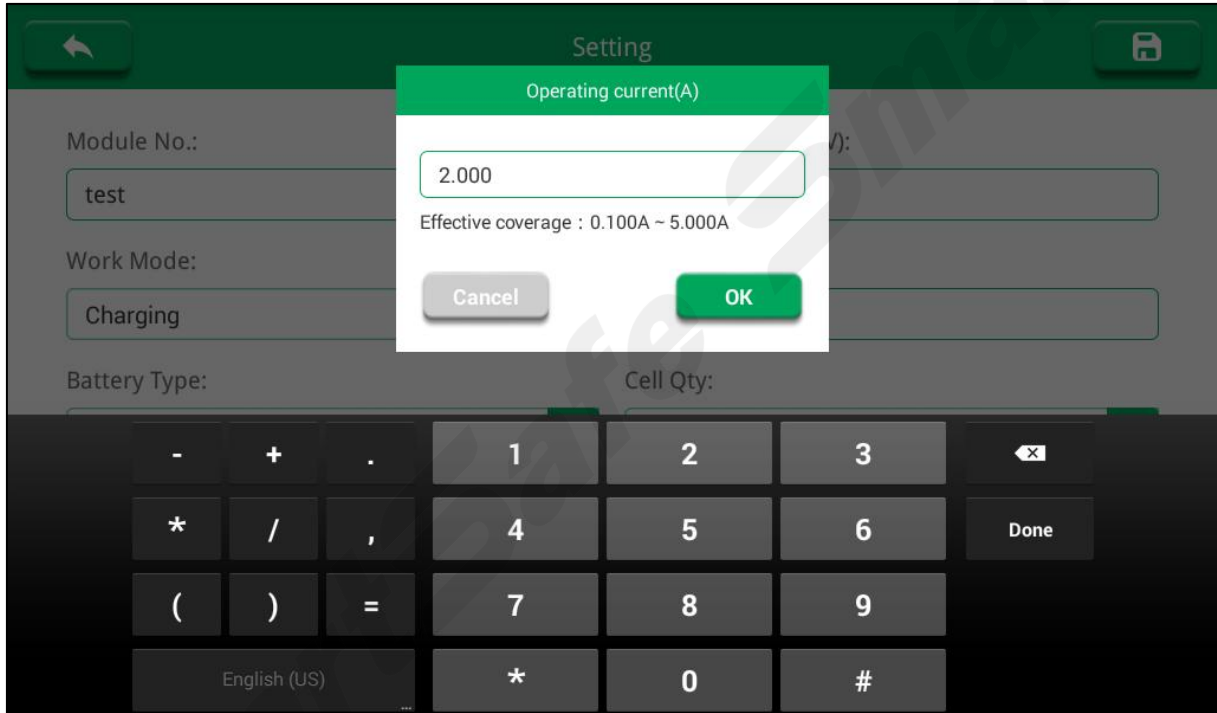 Setting
Operating current(A)
Module No.:
V):
test
2.000
Effective coverage : 0.100A ~ 5.000A
Work Mode:
Charging
Cancel
OK
Battery Type:
Cell Qty:
- + . 1 2 3
* / , 4 5 6 Done
( ) = 7 8 9
English (US) * 0 #
...